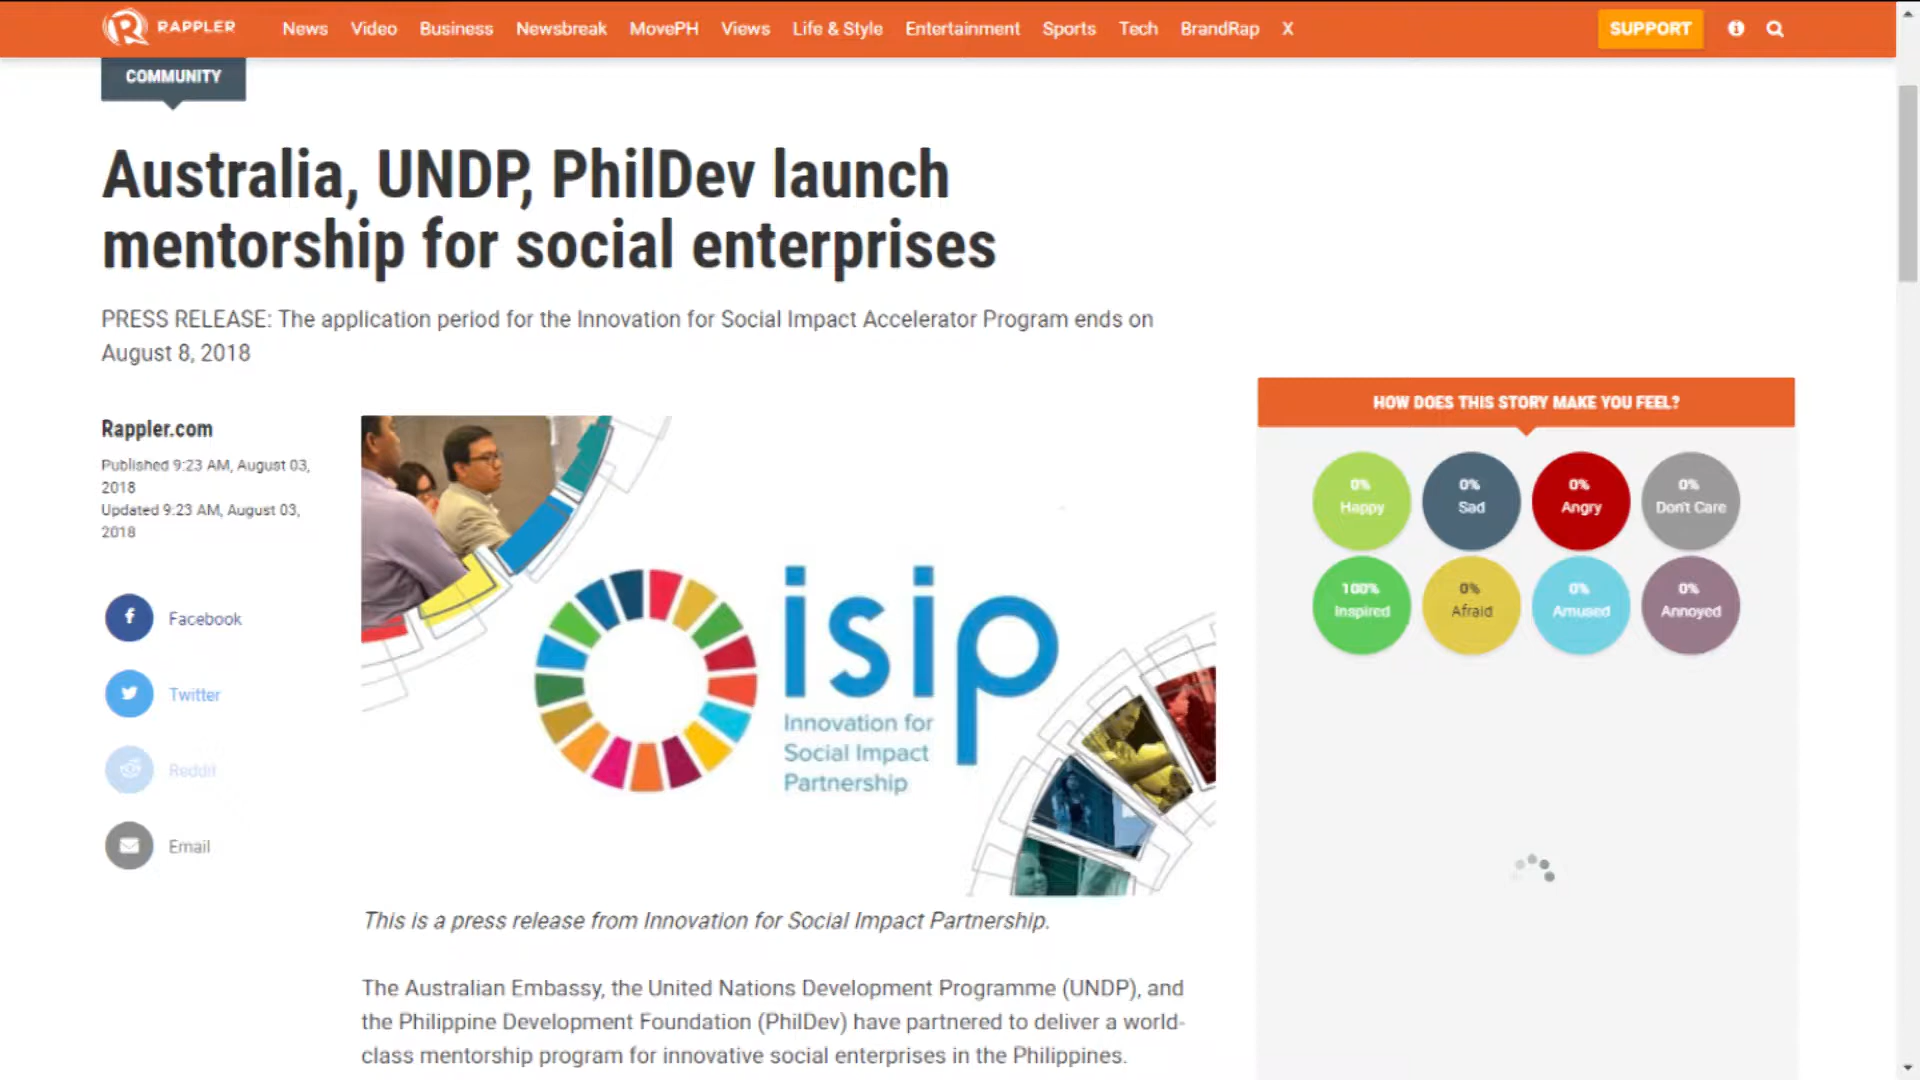 RAPPLER
News Video Business Newsbreak MovePH Views Life & Style Entertainment Sports Tech BrandRap X
SUPPORT
COMMUNITY
Australia, UNDP, PhilDev launch
mentorship for social enterprises
PRESS RELEASE: The application period for the Innovation for Social Impact Accelerator Program ends on
August 8, 2018
Rappler.com
Published 9:23 AM, August 03,
2018
Updated 9:23 AM, August 03,
2018
Facebook
Twitter
Reddit
Email
isip
Innovation for
Social Impact
Partnership
This is a press release from Innovation for Social Impact Partnership.
The Australian Embassy, the United Nations Development Programme (UNDP), and
the Philippine Development Foundation (PhilDev) have partnered to deliver a world-
class mentorship program for innovative social enterprises in the Philippines.
HOW DOES THIS STORY MAKE YOU FEEL?
0% 0% 0% 0%
Happy Sad Angry Don't Care
100% 0% 0% 0%
Inspired Afraid Amused Annoyed